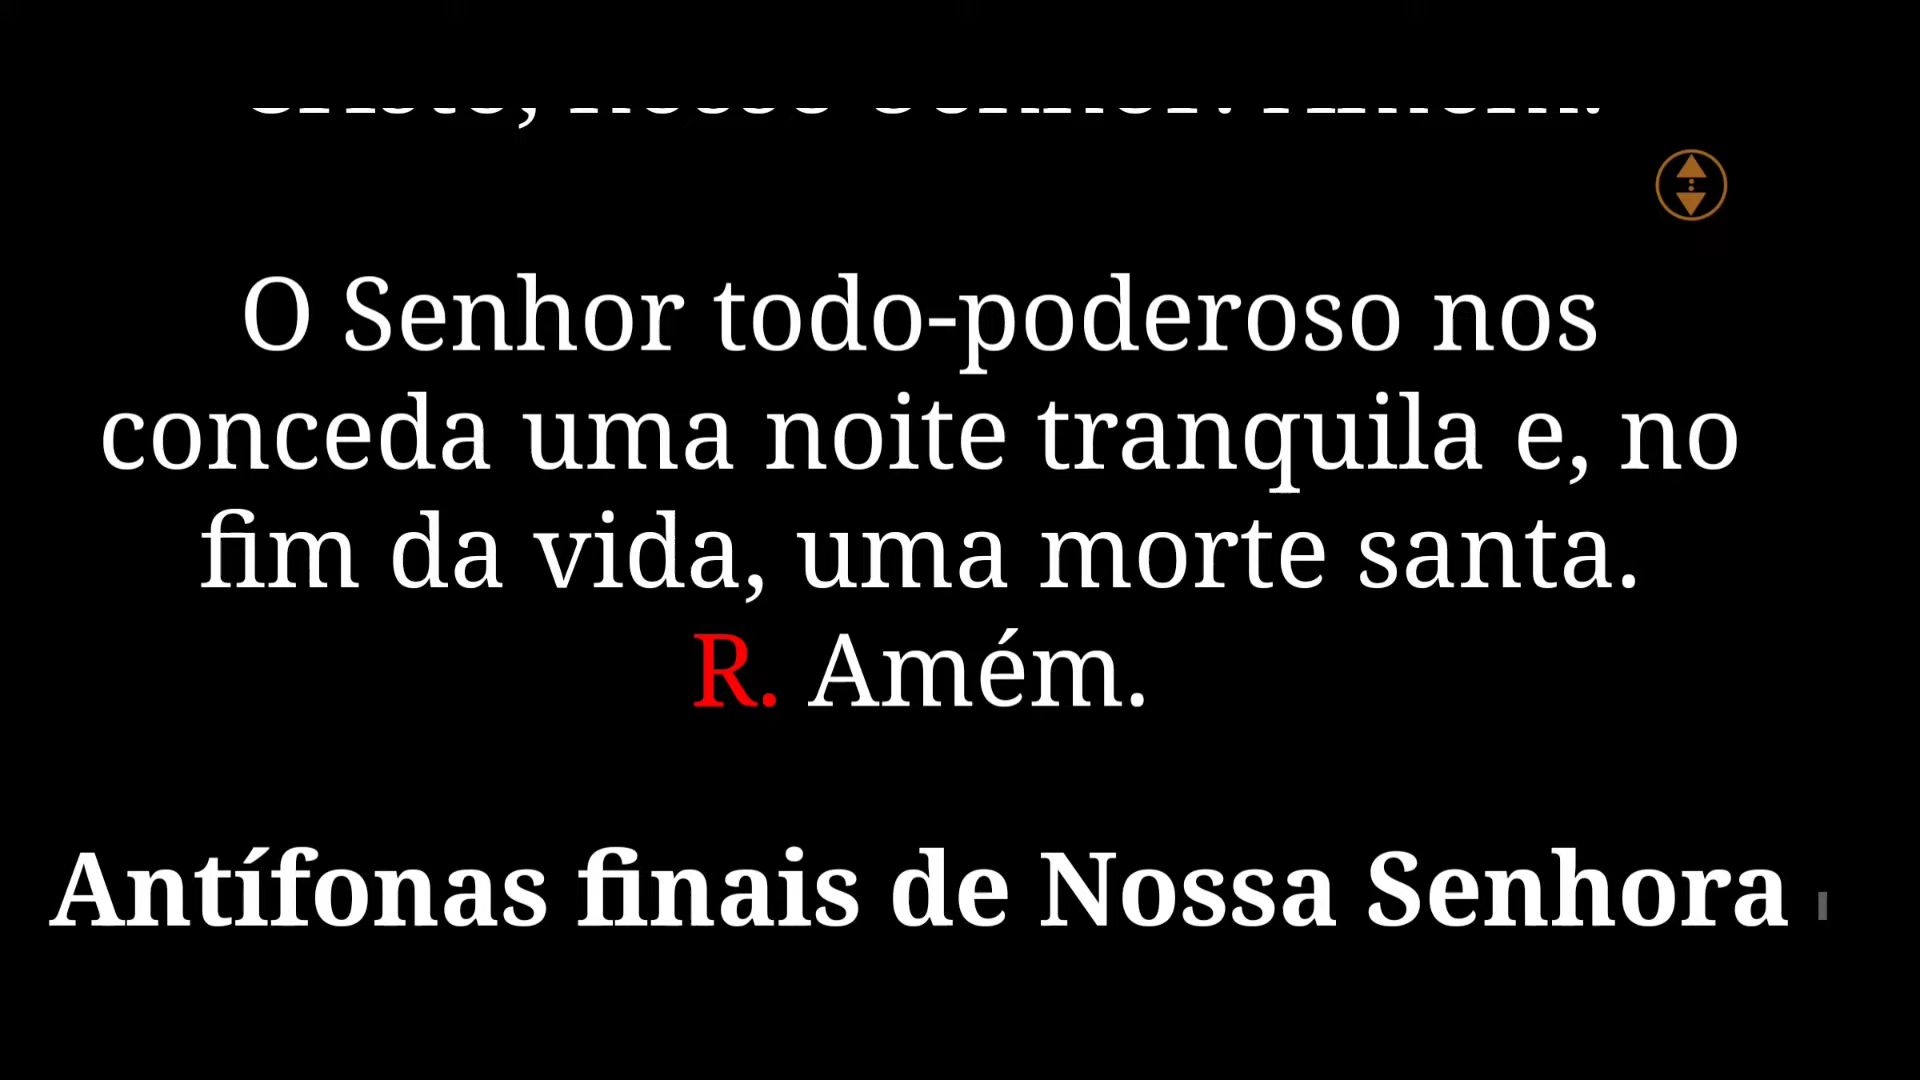 O Senhor todo-poderoso nos
conceda uma noite tranquila e, no
fim da vida, uma morte santa.
R. Amém.
Antífonas finais de Nossa Senhora